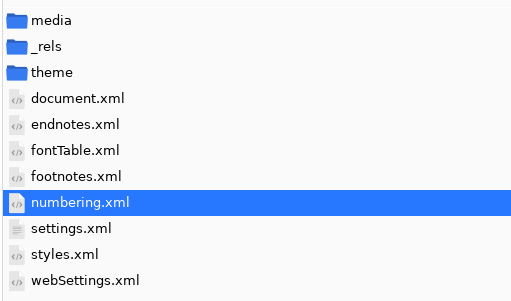 media
_rels
theme
document.xml
endnotes.xml
fontTable.xml
footnotes.xml
numbering.xml
settings.xml
styles.xml
webSettings.xml